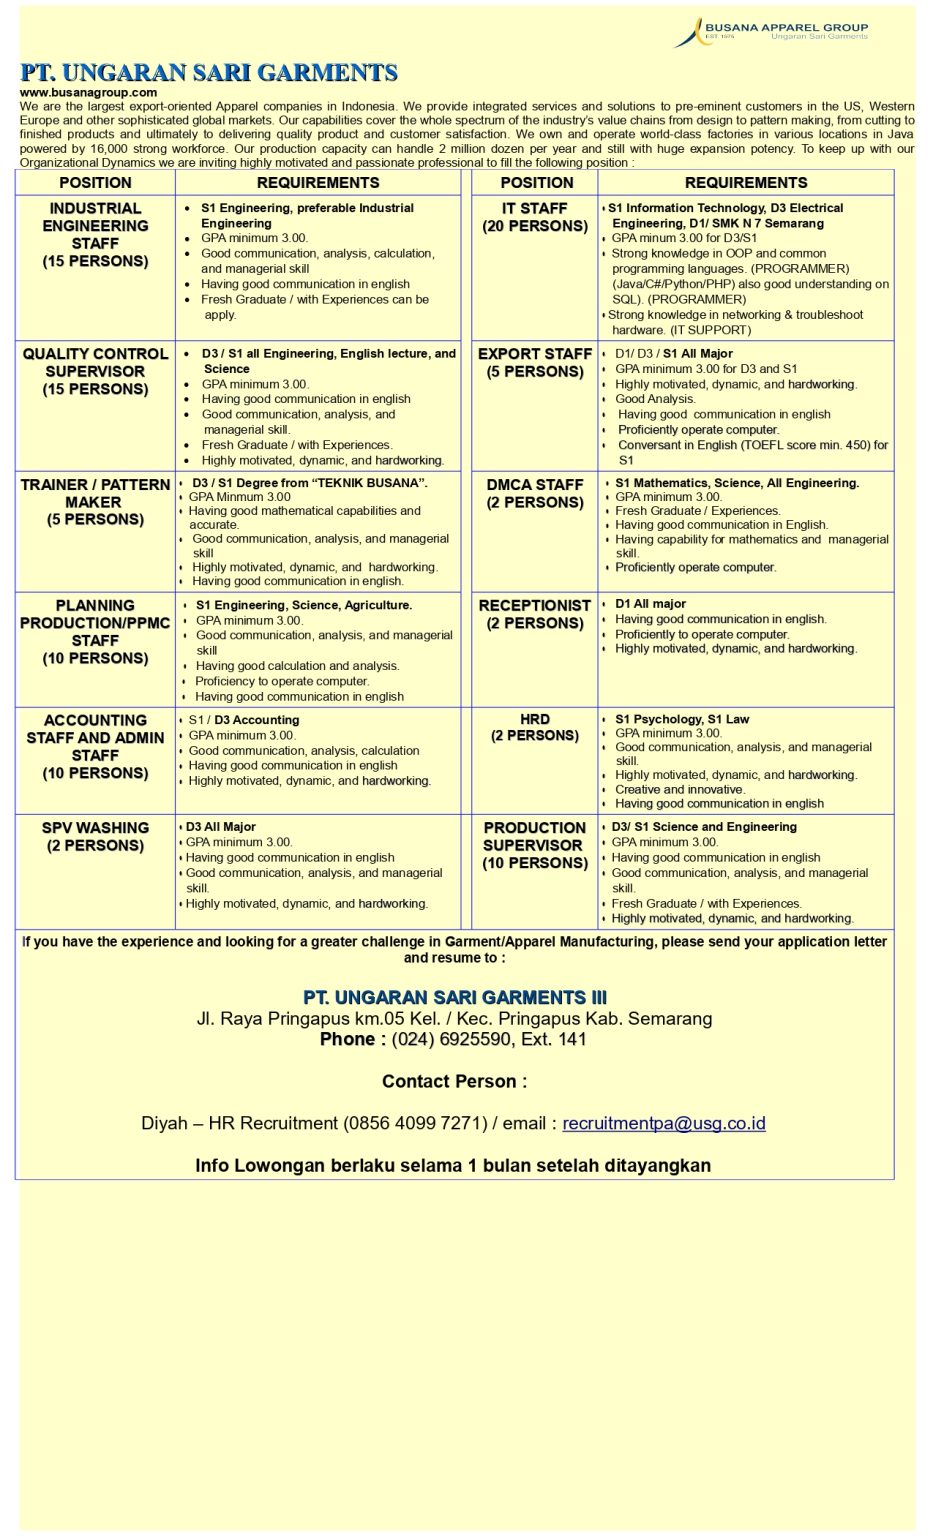 BUSANA APPAREL GROUP
EST. 1975 Ungaran Sari Garments
PT. UNGARAN SARI GARMENTS
www.busanagroup.com
We are the largest export-oriented Apparel companies in Indonesia. We provide integrated services and solutions to pre-eminent customers in the US, Western
Europe and other sophisticated global markets. Our capabilities cover the whole spectrum of the industry's value chains from design to pattern making, from cutting to
finished products and ultimately to delivering quality product and customer satisfaction. We own and operate world-class factories in various locations in Java
powered by 16,000 strong workforce. Our production capacity can handle 2 million dozen per year and still with huge expansion potency. To keep up with our
Organizational Dynamics we are inviting highly motivated and passionate professional to fill the following position :
POSITION
REQUIREMENTS
POSITION
REQUIREMENTS
INDUSTRIAL
ENGINEERING
STAFF
(15 PERSONS)
• S1 Engineering, preferable Industrial
Engineering
• GPA minimum 3.00.
• Good communication, analysis, calculation,
and managerial skill
• Having good communication in english
• Fresh Graduate / with Experiences can be
apply.
IT STAFF
(20 PERSONS)
• S1 Information Technology, D3 Electrical
Engineering, D1/ SMK N 7 Semarang
• GPA minum 3.00 for D3/S1
• Strong knowledge in OOP and common
programming languages. (PROGRAMMER)
(Java/C#/Python/PHP) also good understanding on
SQL). (PROGRAMMER)
• Strong knowledge in networking & troubleshoot
hardware. (IT SUPPORT)
QUALITY CONTROL
SUPERVISOR
(15 PERSONS)
• D3 / S1 all Engineering, English lecture, and
Science
• GPA minimum 3.00.
• Having good communication in english
• Good communication, analysis, and
managerial skill.
• Fresh Graduate / with Experiences.
• Highly motivated, dynamic, and hardworking.
EXPORT STAFF
(5 PERSONS)
• D1/ D3 / S1 All Major
• GPA minimum 3.00 for D3 and S1
• Highly motivated, dynamic, and hardworking.
• Good Analysis.
• Having good communication in english
• Proficiently operate computer.
• Conversant in English (TOEFL score min. 450) for
S1
TRAINER / PATTERN
MAKER
(5 PERSONS)
• D3 / S1 Degree from “TEKNIK BUSANA”.
• GPA Minmum 3.00
• Having good mathematical capabilities and
accurate.
• Good communication, analysis, and managerial
skill
• Highly motivated, dynamic, and hardworking.
• Having good communication in english.
DMCA STAFF
(2 PERSONS)
• S1 Mathematics, Science, All Engineering.
• GPA minimum 3.00.
• Fresh Graduate / Experiences.
• Having good communication in English.
• Having capability for mathematics and managerial
skill.
• Proficiently operate computer.
PLANNING
PRODUCTION/PPMC
STAFF
(10 PERSONS)
• S1 Engineering, Science, Agriculture.
• GPA minimum 3.00.
• Good communication, analysis, and managerial
skill
• Having good calculation and analysis.
• Proficiency to operate computer.
• Having good communication in english
RECEPTIONIST
(2 PERSONS)
• D1 All major
• Having good communication in english.
• Proficiently to operate computer.
• Highly motivated, dynamic, and hardworking.
ACCOUNTING
STAFF AND ADMIN
STAFF
(10 PERSONS)
• S1 / D3 Accounting
• GPA minimum 3.00.
• Good communication, analysis, calculation
• Having good communication in english
• Highly motivated, dynamic, and hardworking.
HRD
(2 PERSONS)
• S1 Psychology, S1 Law
• GPA minimum 3.00.
• Good communication, analysis, and managerial
skill.
• Highly motivated, dynamic, and hardworking.
• Creative and innovative.
• Having good communication in english
SPV WASHING
(2 PERSONS)
• D3 All Major
• GPA minimum 3.00.
• Having good communication in english
• Good communication, analysis, and managerial
skill.
• Highly motivated, dynamic, and hardworking.
PRODUCTION
SUPERVISOR
(10 PERSONS)
• D3/ S1 Science and Engineering
• GPA minimum 3.00.
• Having good communication in english
• Good communication, analysis, and managerial
skill.
• Fresh Graduate / with Experiences.
• Highly motivated, dynamic, and hardworking.
If you have the experience and looking for a greater challenge in Garment/Apparel Manufacturing, please send your application letter
and resume to :
PT. UNGARAN SARI GARMENTS III
Jl. Raya Pringapus km.05 Kel. / Kec. Pringapus Kab. Semarang
Phone : (024) 6925590, Ext. 141
Contact Person :
Diyah – HR Recruitment (0856 4099 7271) / email : recruitmentpa@usg.co.id
Info Lowongan berlaku selama 1 bulan setelah ditayangkan